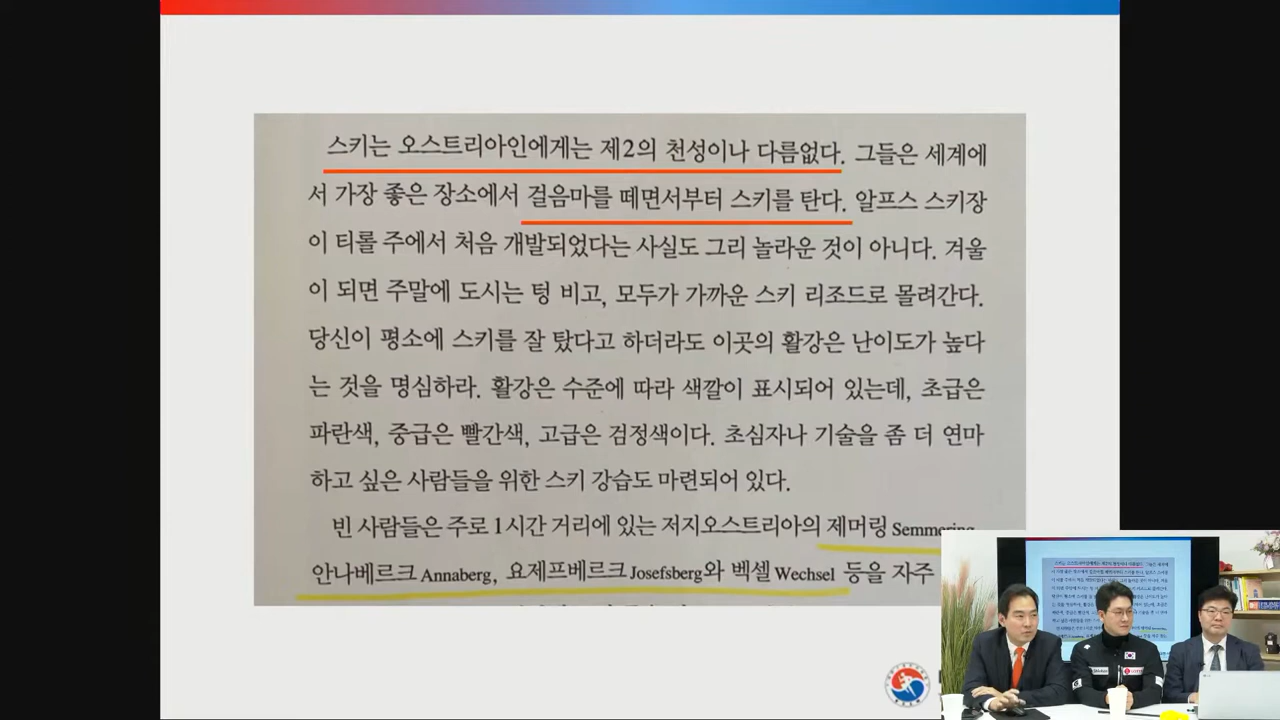 스키는 오스트리아인에게는 제2의 천성이나 다름없다. 그들은 세계에
서 가장 좋은 장소에서 걸음마를 떼면서부터 스키를 탄다. 알프스 스키장
이 티롤 주에서 처음 개발되었다는 사실도 그리 놀라운 것이 아니다. 겨울
이 되면 주말에 도시는 텅 비고, 모두가 가까운 스키 리조드로 몰려간다.
당신이 평소에 스키를 잘 탔다고 하더라도 이곳의 활강은 난이도가 높다
는 것을 명심하라. 활강은 수준에 따라 색깔이 표시되어 있는데, 초급은
파란색, 중급은 빨간색, 고급은 검정색이다. 초심자나 기술을 좀 더 연마
하고 싶은 사람들을 위한 스키 강습도 마련되어 있다.
빈 사람들은 주로 1시간 거리에 있는 저지오스트리아의 제머링 Semmering
안나베르크 Annaberg, 요제프베르크 Josefsberg와 벡셀 Wechsel 등을 자주